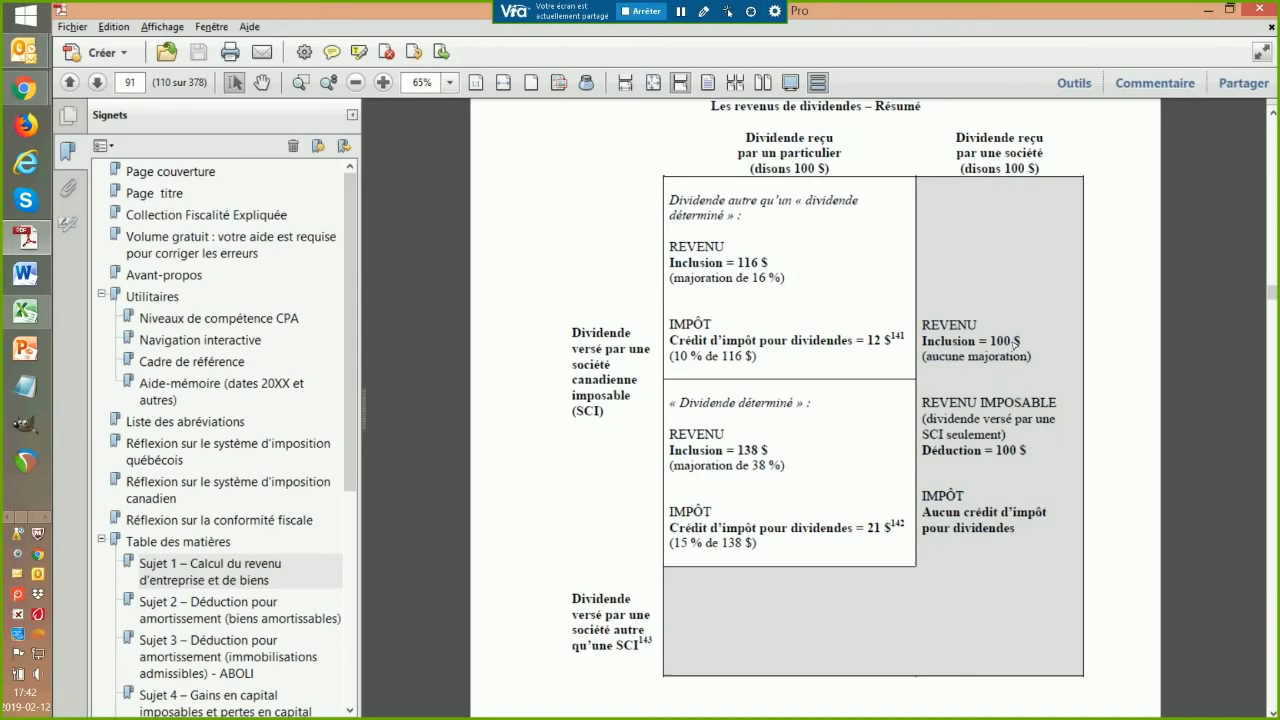 Votre écran est
actuellement partagé
Arrêter
Pro
Fichier Edition Affichage Fenêtre Aide
Créer
91 (110 sur 378) 65% Outils Commentaire Partager
Signets
Page couverture
Page titre
Collection Fiscalité Expliquée
Volume gratuit : votre aide est requise
pour corriger les erreurs
Avant-propos
Utilitaires
Niveaux de compétence CPA
Navigation interactive
Cadre de référence
Aide-mémoire (dates 20XX et
autres)
Liste des abréviations
Réflexion sur le système d'imposition
québécois
Réflexion sur le système d'imposition
canadien
Réflexion sur la conformité fiscale
Table des matières
Sujet 1 – Calcul du revenu
d'entreprise et de biens
Sujet 2 – Déduction pour
amortissement (biens amortissables)
Sujet 3 – Déduction pour
amortissement (immobilisations
admissibles) - ABOLI
Sujet 4 – Gains en capital
imposables et pertes en capital
Les revenus de dividendes – Résumé
Dividende reçu
par un particulier
(disons 100 $)
Dividende reçu
par une société
(disons 100 $)
Dividende versé par une
société
canadienne
imposable
(SCI)
Dividende autre qu'un « dividende
déterminé » :
REVENU
Inclusion = 116 $
(majoration de 16 %)
IMPÔT
Crédit d'impôt pour dividendes = 12 $141
(10 % de 116 $)
« Dividende déterminé » :
REVENU
Inclusion = 138 $
(majoration de 38 %)
IMPÔT
Crédit d'impôt pour dividendes = 21 $142
(15 % de 138 $)
REVENU
Inclusion = 100 $
(aucune majoration)
REVENU IMPOSABLE
(dividende versé par une
SCI seulement)
Déduction = 100 $
IMPÔT
Aucun crédit d'impôt
pour dividendes
Dividende
versé par une
société autre
qu'une SCI143
17:42
2019-02-12